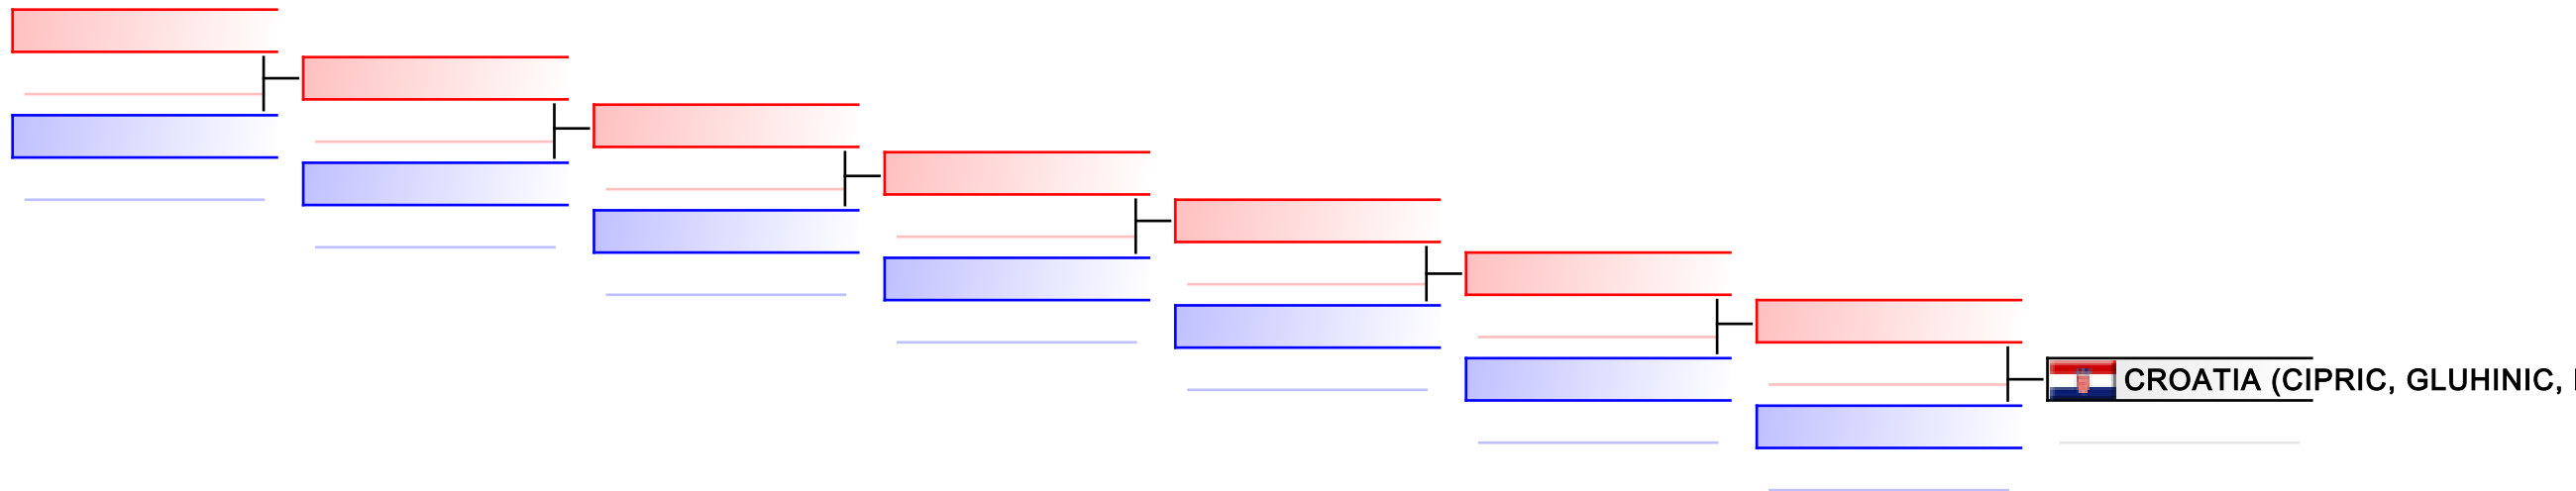 CROATIA (CIPRIC, GLUHINIC,